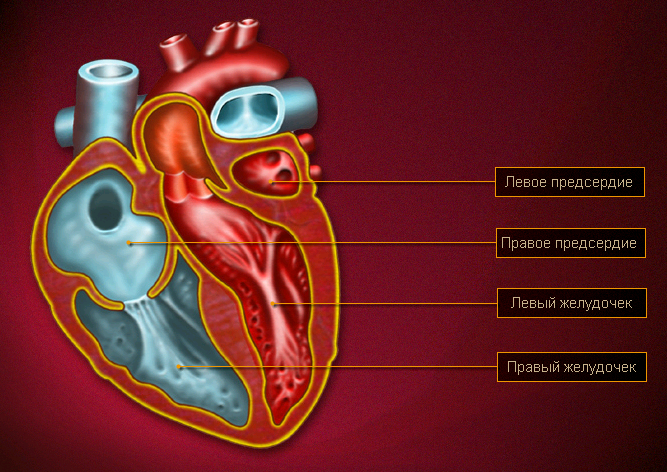 Левое предсердие
Правое предсердие
Левый желудочек
Правый желудочек